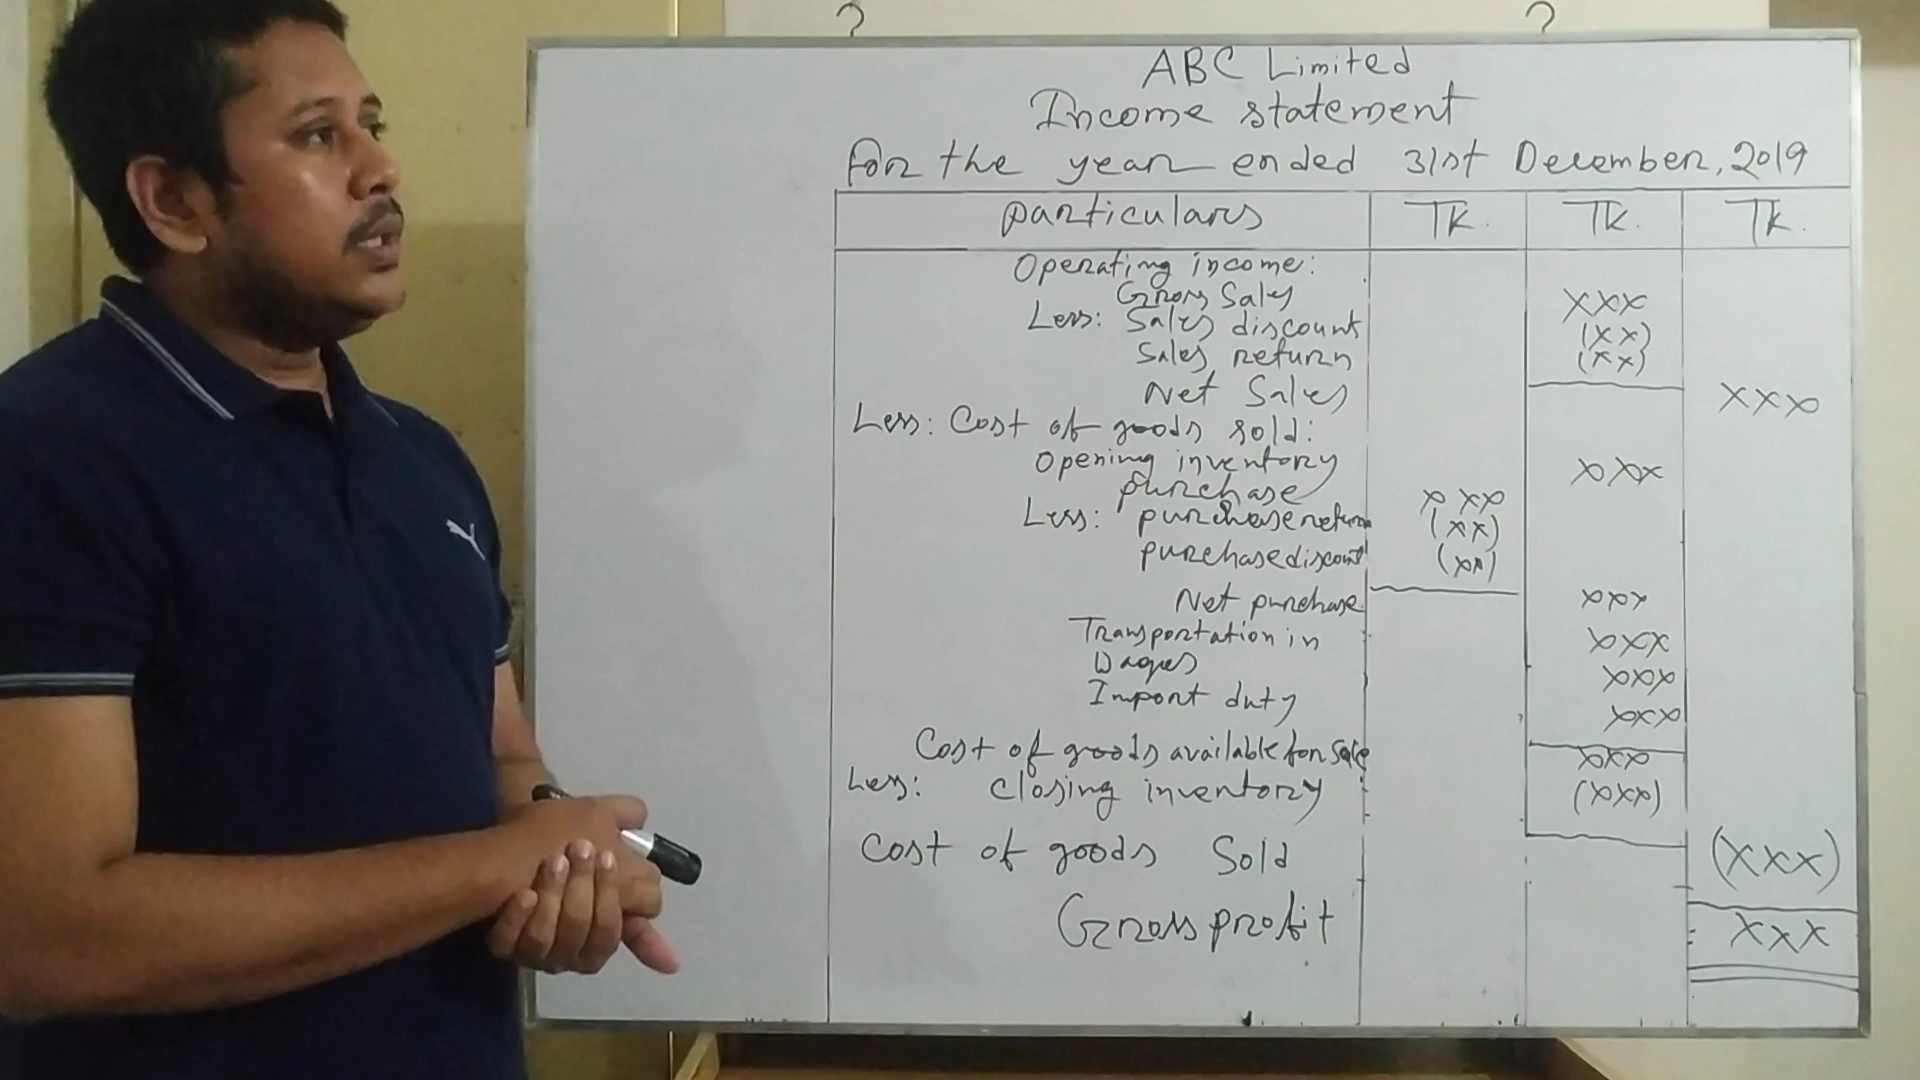 ABC Limited
Income statement
For the year ended 31st December, 2019
particulars TK. TK. TK.
Operating income:
Gross Sales XXX
Less: Sales discount (XX)
Sales return (XX)
Net Sales XXX
Less: Cost of goods sold:
Opening inventory XXX
purchase XXX
Less: purchase return (XX)
purchase discount (XX)
Net purchase XXX
Transportation in XXX
Wages XXX
Import duty XXX
Cost of goods available for sale XXX
Less: closing inventory (XXX)
Cost of goods Sold (XXX)
Gross profit XXX